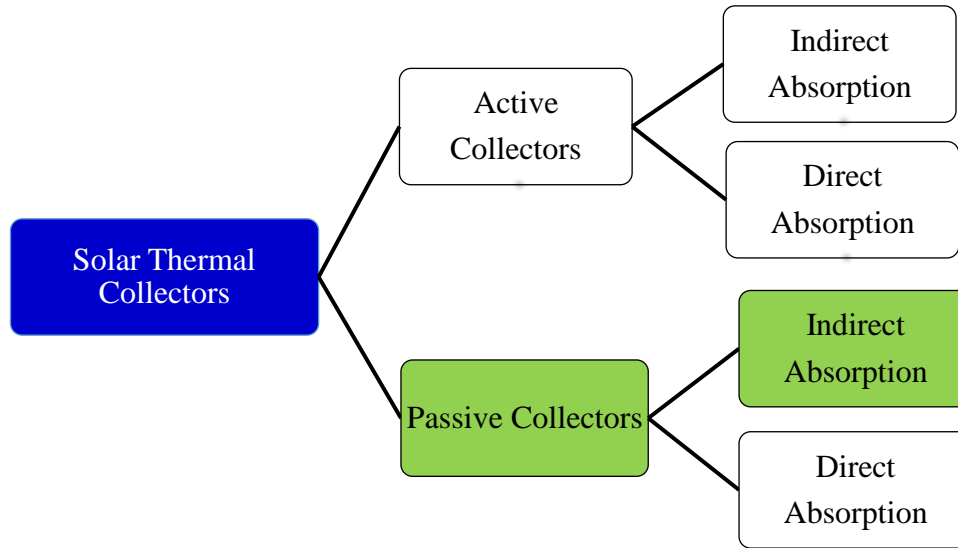 Indirect
Absorption
Active
Collectors
Direct
Absorption
Solar Thermal
Collectors
Indirect
Absorption
Passive Collectors
Direct
Absorption